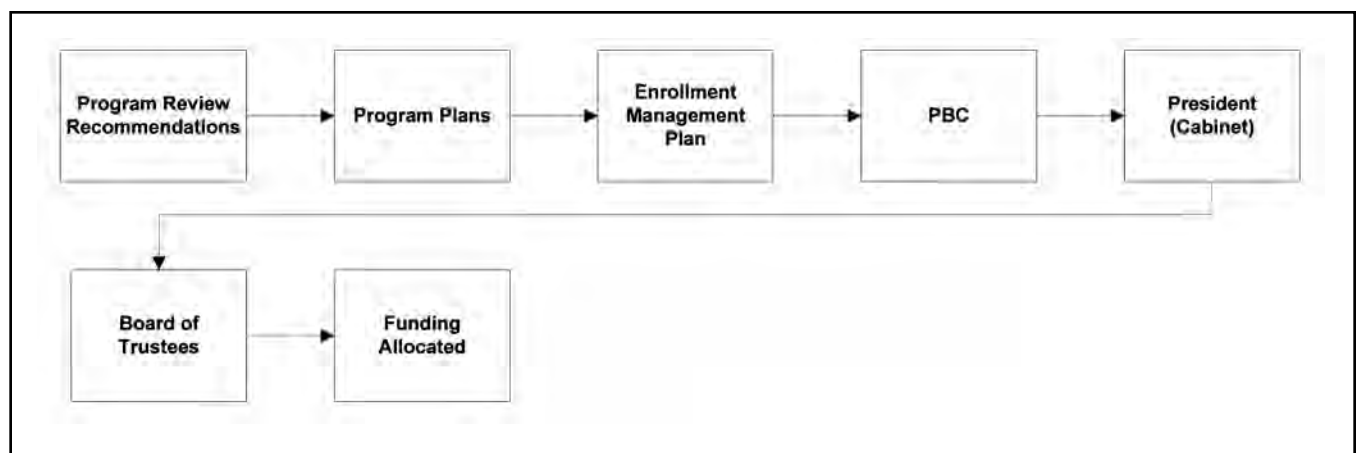 Program Review
Recommendations
Program Plans
Enrollment
Management
Plan
PBC
President
(Cabinet)
Board of
Trustees
Funding
Allocated